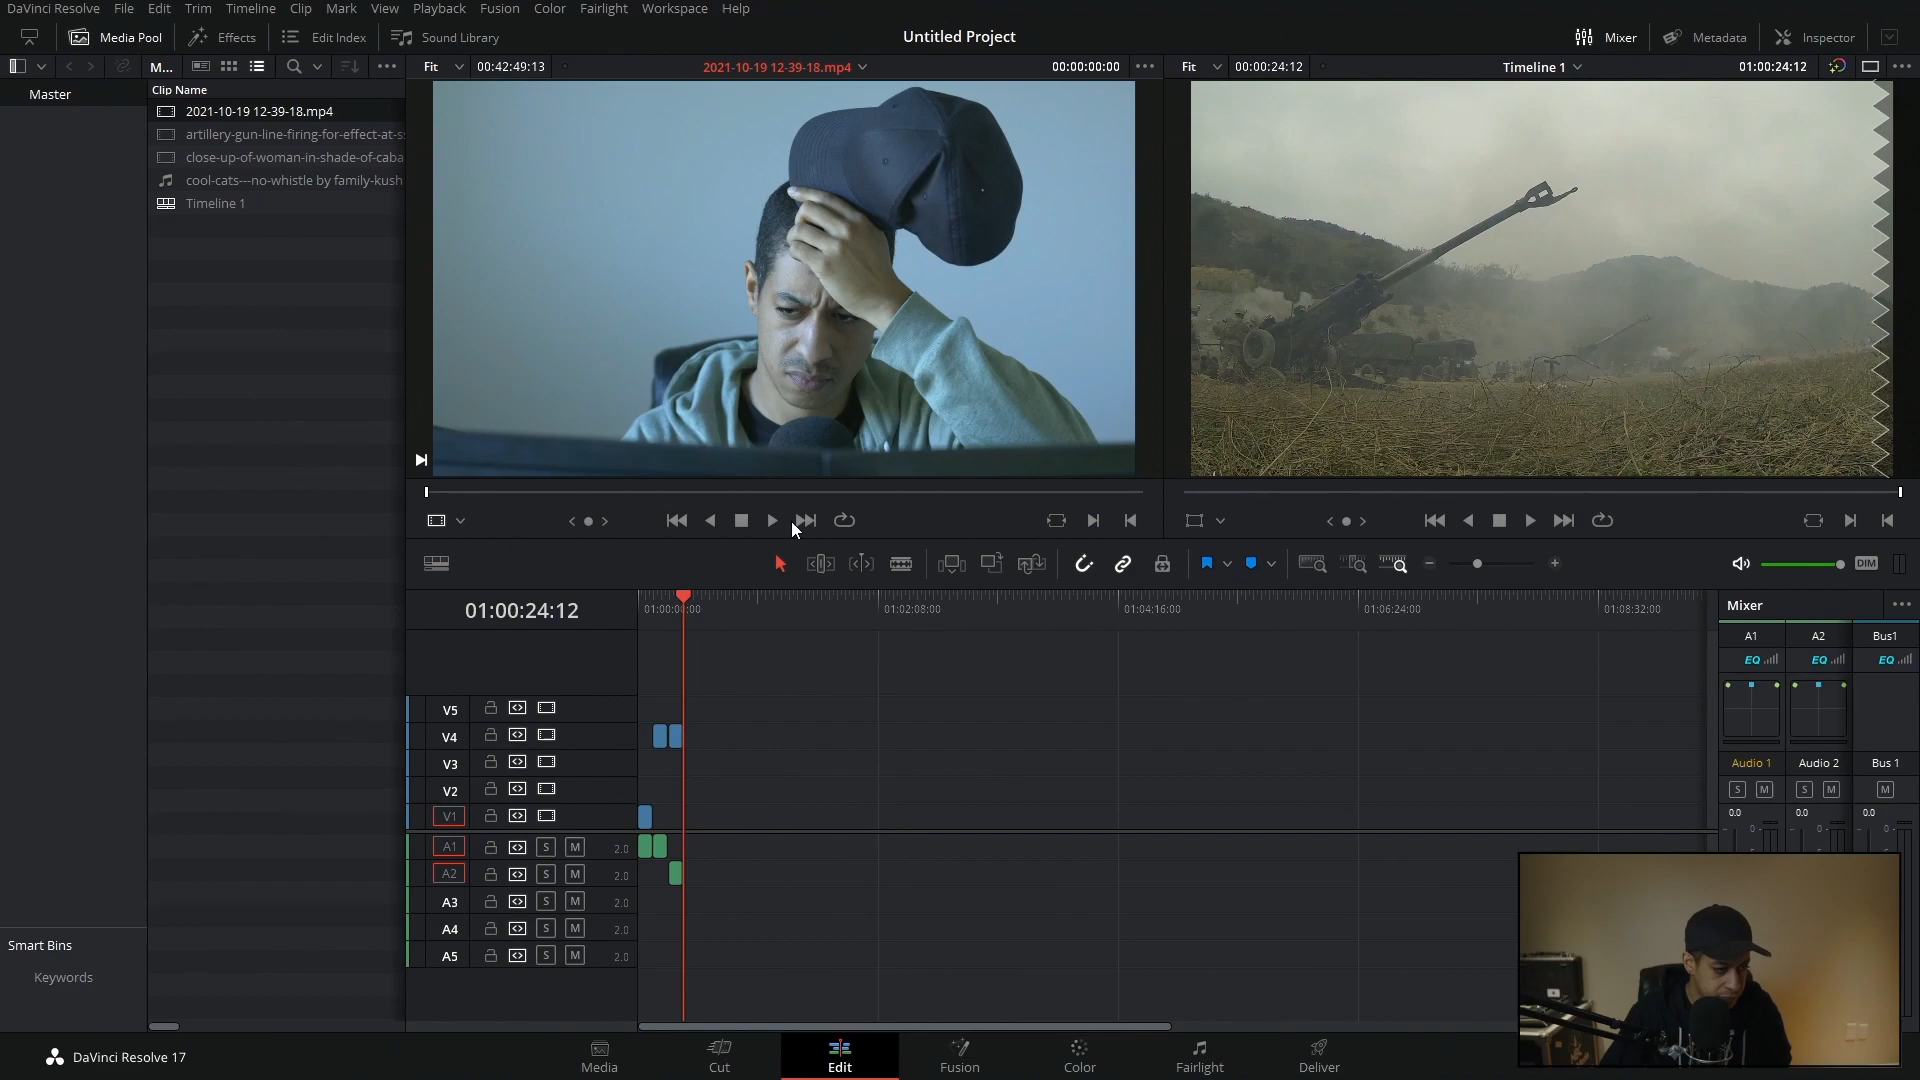 DaVinci Resolve File Edit Trim Timeline Clip Mark View Playback Fusion Color Fairlight Workspace Help
Media Pool Effects Edit Index Sound Library Untitled Project Mixer Metadata Inspector
M... Fit 00:42:49:13 2021-10-19 12-39-18.mp4 00:00:00:00 Fit 00:00:24:12 Timeline 1 01:00:24:12
Master
Clip Name
2021-10-19 12-39-18.mp4
artillery-gun-line-firing-for-effect-at-s
close-up-of-woman-in-shade-of-caba
cool-cats---no-whistle by family-kush
Timeline 1
DIM
01:00:24:12
01:00:00:00 01:02:08:00 01:04:16:00 01:06:24:00 01:08:32:00
Mixer
A1 A2 Bus1
EQ EQ EQ
V5
V4
V3
V2
V1
Audio 1 Audio 2 Bus 1
S M S M M
0.0 0.0 0.0
0- 0- 0-
A1 S M 2.0
A2 S M 2.0
A3 S M 2.0
A4 S M 2.0
A5 S M 2.0
Smart Bins
Keywords
DaVinci Resolve 17
Media Cut Edit Fusion Color Fairlight Deliver